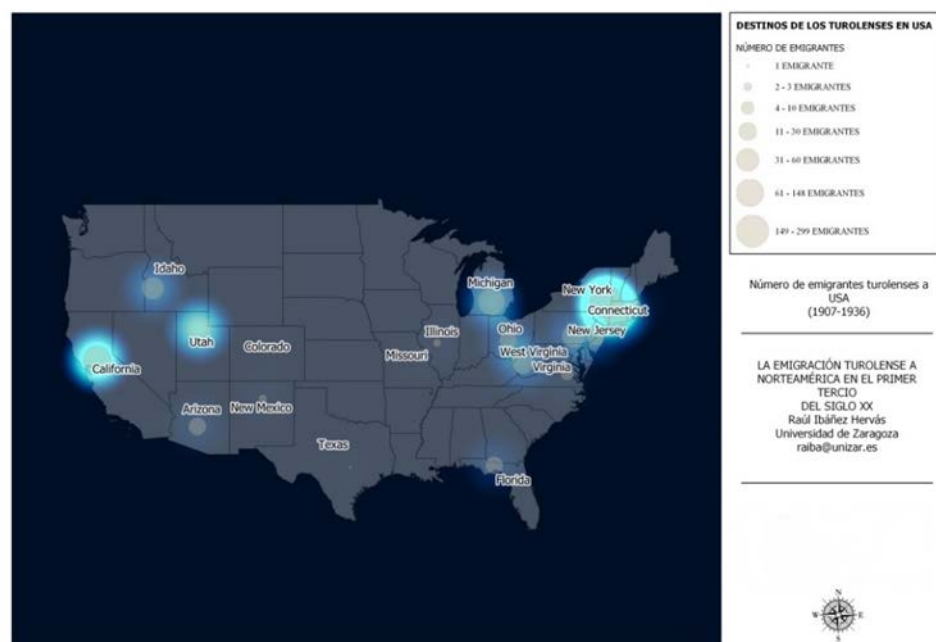 DESTINOS DE LOS TUROLENSES EN USA
NÚMERO DE EMIGRANTES
1 EMIGRANTE
2 - 3 EMIGRANTES
4 - 10 EMIGRANTES
11 - 30 EMIGRANTES
31 - 60 EMIGRANTES
61 - 148 EMIGRANTES
149 - 299 EMIGRANTES
Idaho
Michigan
New York
Connecticut
Utah
Illinois
Ohio
New Jersey
Colorado
Missouri
West Virginia
California
Virginia
Arizona
New Mexico
Texas
Florida
Número de emigrantes turolenses a
USA
(1907-1936)
LA EMIGRACIÓN TUROLENSE A
NORTEAMÉRICA EN EL PRIMER
TERCIO
DEL SIGLO XX
Raúl Ibáñez Hervás
Universidad de Zaragoza
raiba@unizar.es
N
W
E
S